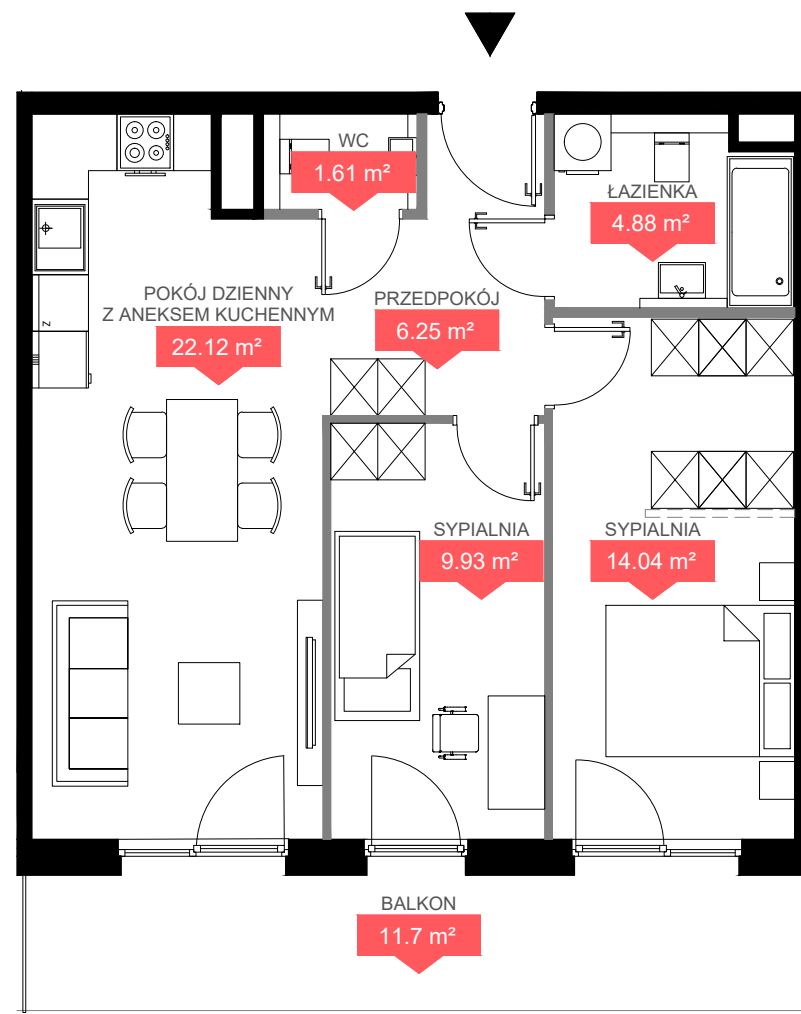 WC
1.61 m²
ŁAZIENKA
4.88 m²
POKÓJ DZIENNY
Z ANEKSEM KUCHENNYM
22.12 m²
PRZEDPOKÓJ
6.25 m²
Z
SYPIALNIA
9.93 m²
SYPIALNIA
14.04 m²
BALKON
11.7 m²